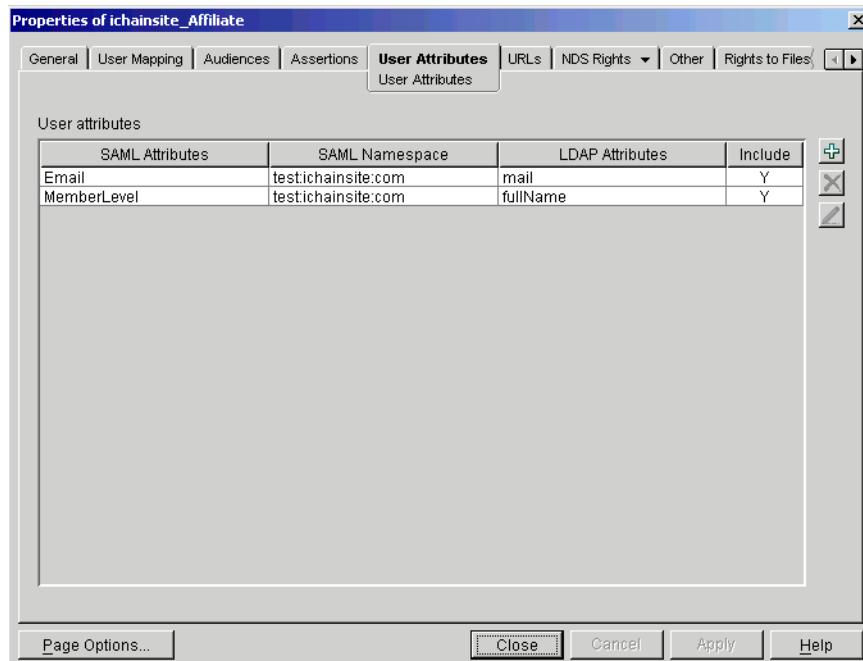 Properties of ichainsite_Affiliate
General User Mapping Audiences Assertions User Attributes URLs NDS Rights Other Rights to Files
User Attributes
User attributes
SAML Attributes SAML Namespace LDAP Attributes Include
Email test:ichainsite:com mail Y
MemberLevel test:ichainsite:com fullName Y
Page Options... Close Cancel Apply Help